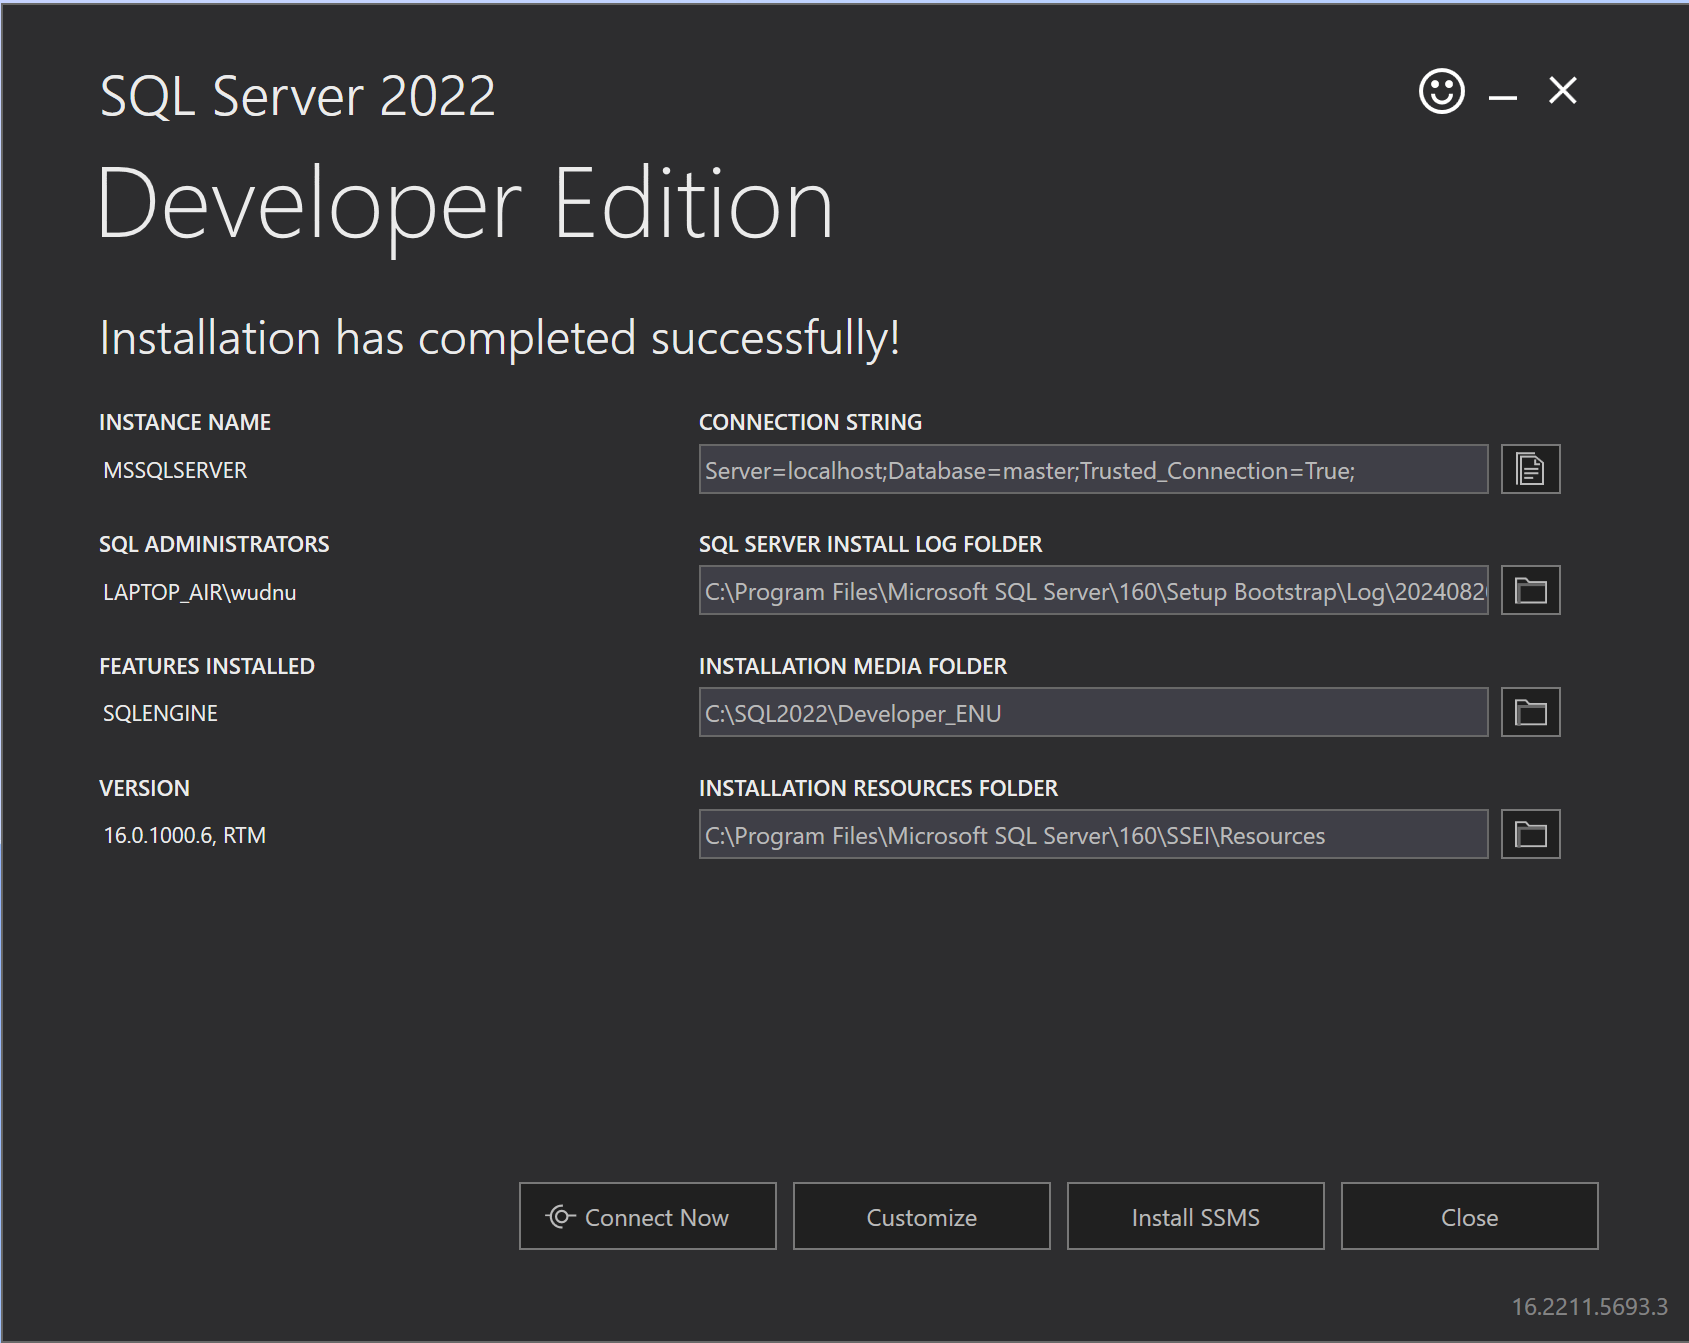 SQL Server 2022
Developer Edition
Installation has completed successfully!
INSTANCE NAME
MSSQLSERVER
CONNECTION STRING
Server=localhost;Database=master;Trusted_Connection=True;
SQL ADMINISTRATORS
LAPTOP_AIR\wudnu
SQL SERVER INSTALL LOG FOLDER
C:\Program Files\Microsoft SQL Server\160\Setup Bootstrap\Log\2024082
FEATURES INSTALLED
SQLENGINE
INSTALLATION MEDIA FOLDER
C:\SQL2022\Developer_ENU
VERSION
16.0.1000.6, RTM
INSTALLATION RESOURCES FOLDER
C:\Program Files\Microsoft SQL Server\160\SSEI\Resources
Connect Now
Customize
Install SSMS
Close
16.2211.5693.3